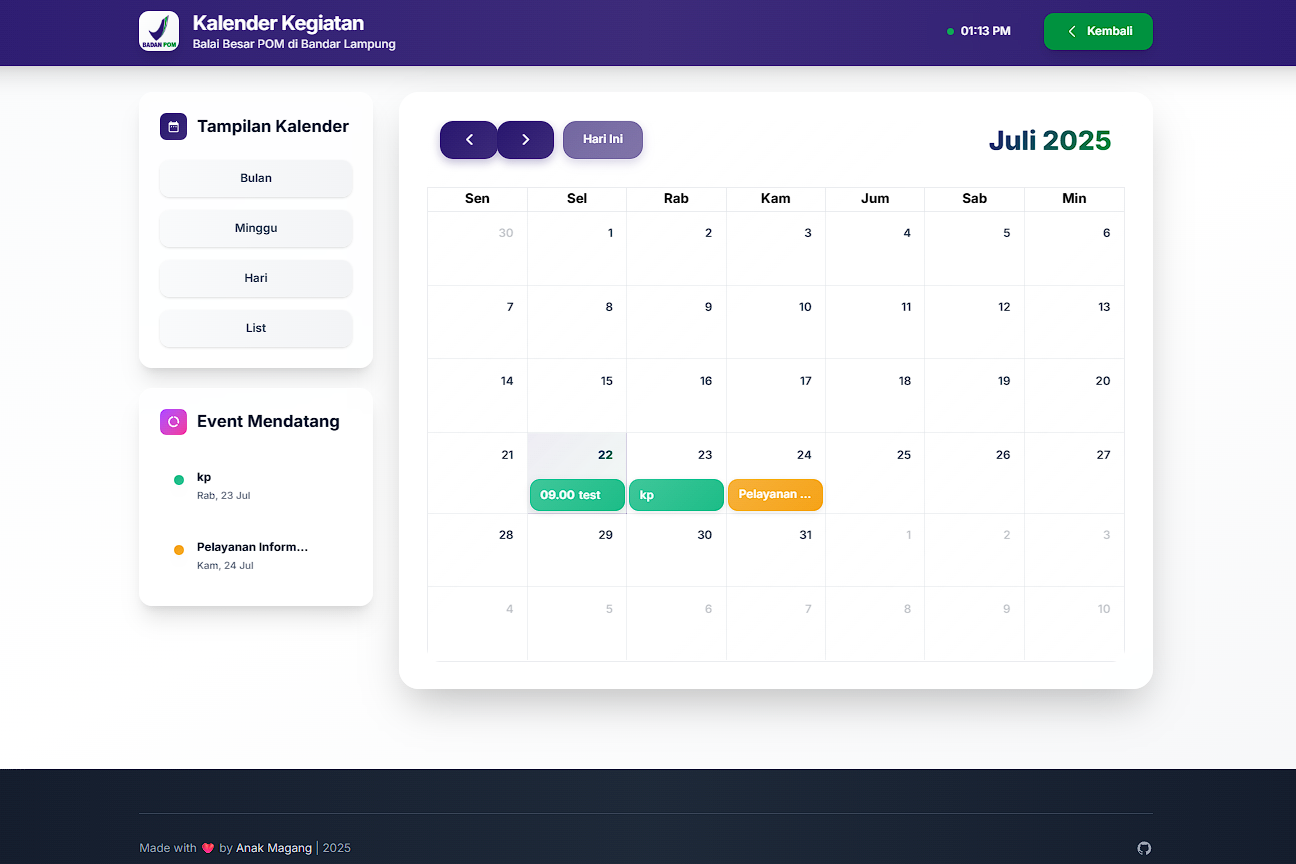 BADAN POM
Kalender Kegiatan
Balai Besar POM di Bandar Lampung
01:13 PM
Kembali
Tampilan Kalender
Bulan
Minggu
Hari
List
Event Mendatang
kp
Rab, 23 Jul
Pelayanan Inform...
Kam, 24 Jul
Hari Ini
Juli 2025
Sen Sel Rab Kam Jum Sab Min
30 1 2 3 4 5 6
7 8 9 10 11 12 13
14 15 16 17 18 19 20
21 22 23 24 25 26 27
09.00 test kp Pelayanan ...
28 29 30 31 1 2 3
4 5 6 7 8 9 10
Made with ❤ by Anak Magang | 2025